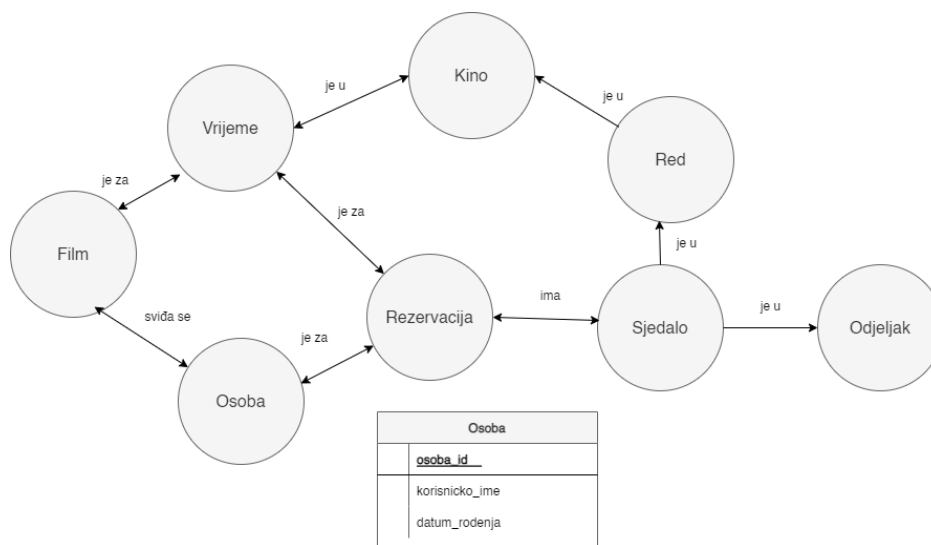 Kino
je u
Vrijeme
je u
Red
je za
je za
Film
je u
ima
Rezervacija
Sjedalo
je u
Odjeljak
sviđa se
je za
Osoba
Osoba
osoba_id
korisnicko_ime
datum_rodenja